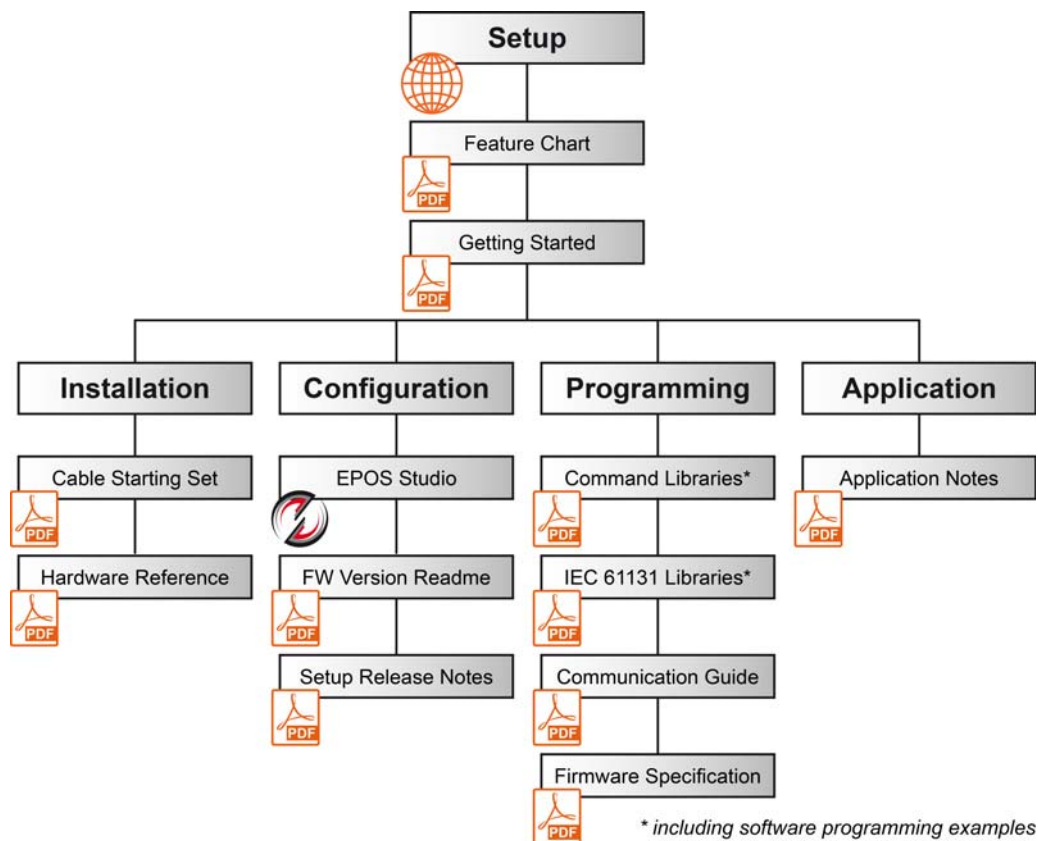 Setup
Feature Chart
PDF
Getting Started
PDF
Installation
Configuration
Programming
Application
Cable Starting Set
PDF
EPOS Studio
Command Libraries*
PDF
Application Notes
PDF
Hardware Reference
PDF
FW Version Readme
PDF
IEC 61131 Libraries*
PDF
Setup Release Notes
PDF
Communication Guide
PDF
Firmware Specification
PDF
* including software programming examples